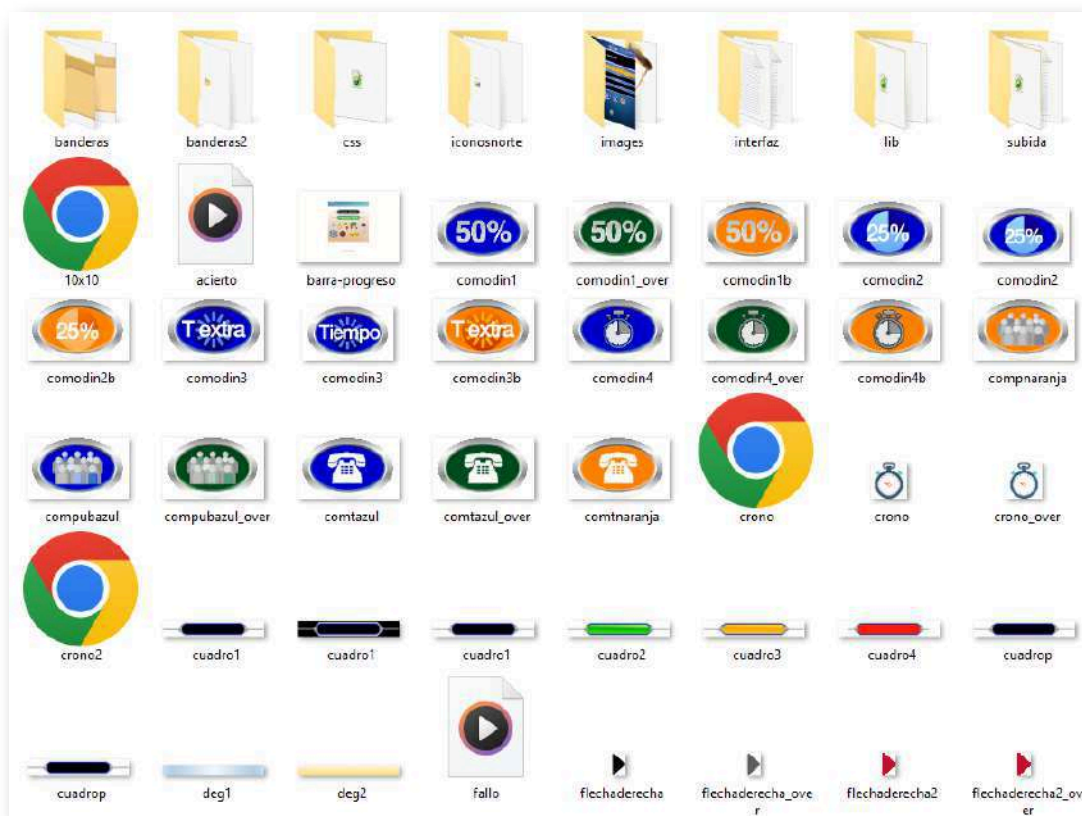 banderas banderas2 css iconosnorte images interfaz lib subida
50% 50% 50% 25% 25%
10x10 acierto barra-progreso comodin1 comodin1_over comodin1b comodin2 comodin2
25% T extra Tiempo T extra
comodin2b comodin3 comodin3 comodin3b comodin4 comodin4_over comodin4b compnaranja
compubazul compubazul_over comtazul comtazul_over comtnaranja crono crono crono_over
crono2 cuadro1 cuadro1 cuadro1 cuadro2 cuadro3 cuadro4 cuadrop
cuadrop deg1 deg2 fallo flechaderecha flechaderecha_ove flechaderecha2 flechaderecha2_ov
r er